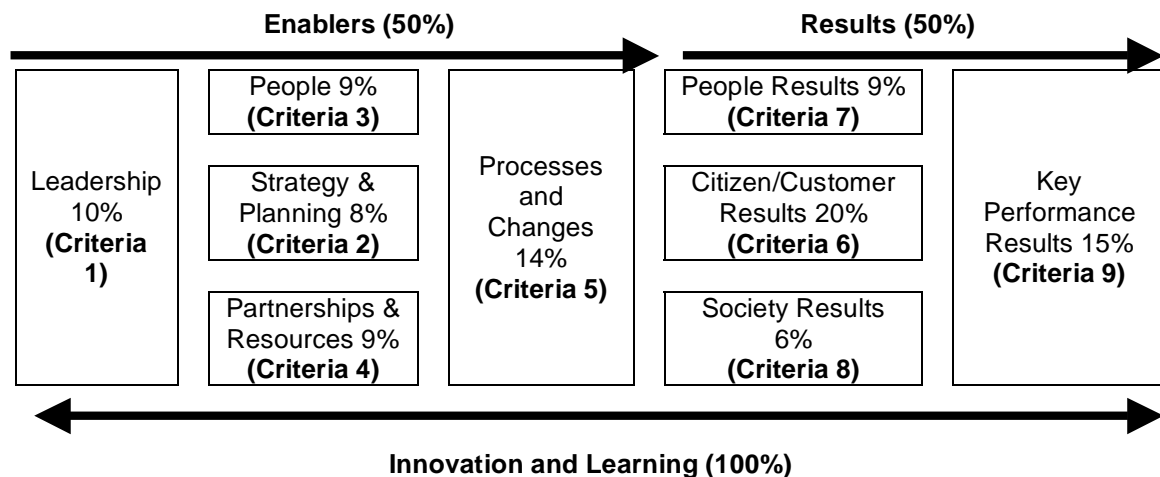 Enablers (50%)
Results (50%)
Leadership
10%
(Criteria
1)
People 9%
(Criteria 3)
Strategy &
Planning 8%
(Criteria 2)
Partnerships &
Resources 9%
(Criteria 4)
Processes
and
Changes
14%
(Criteria 5)
People Results 9%
(Criteria 7)
Citizen/Customer
Results 20%
(Criteria 6)
Society Results
6%
(Criteria 8)
Key
Performance
Results 15%
(Criteria 9)
Innovation and Learning (100%)